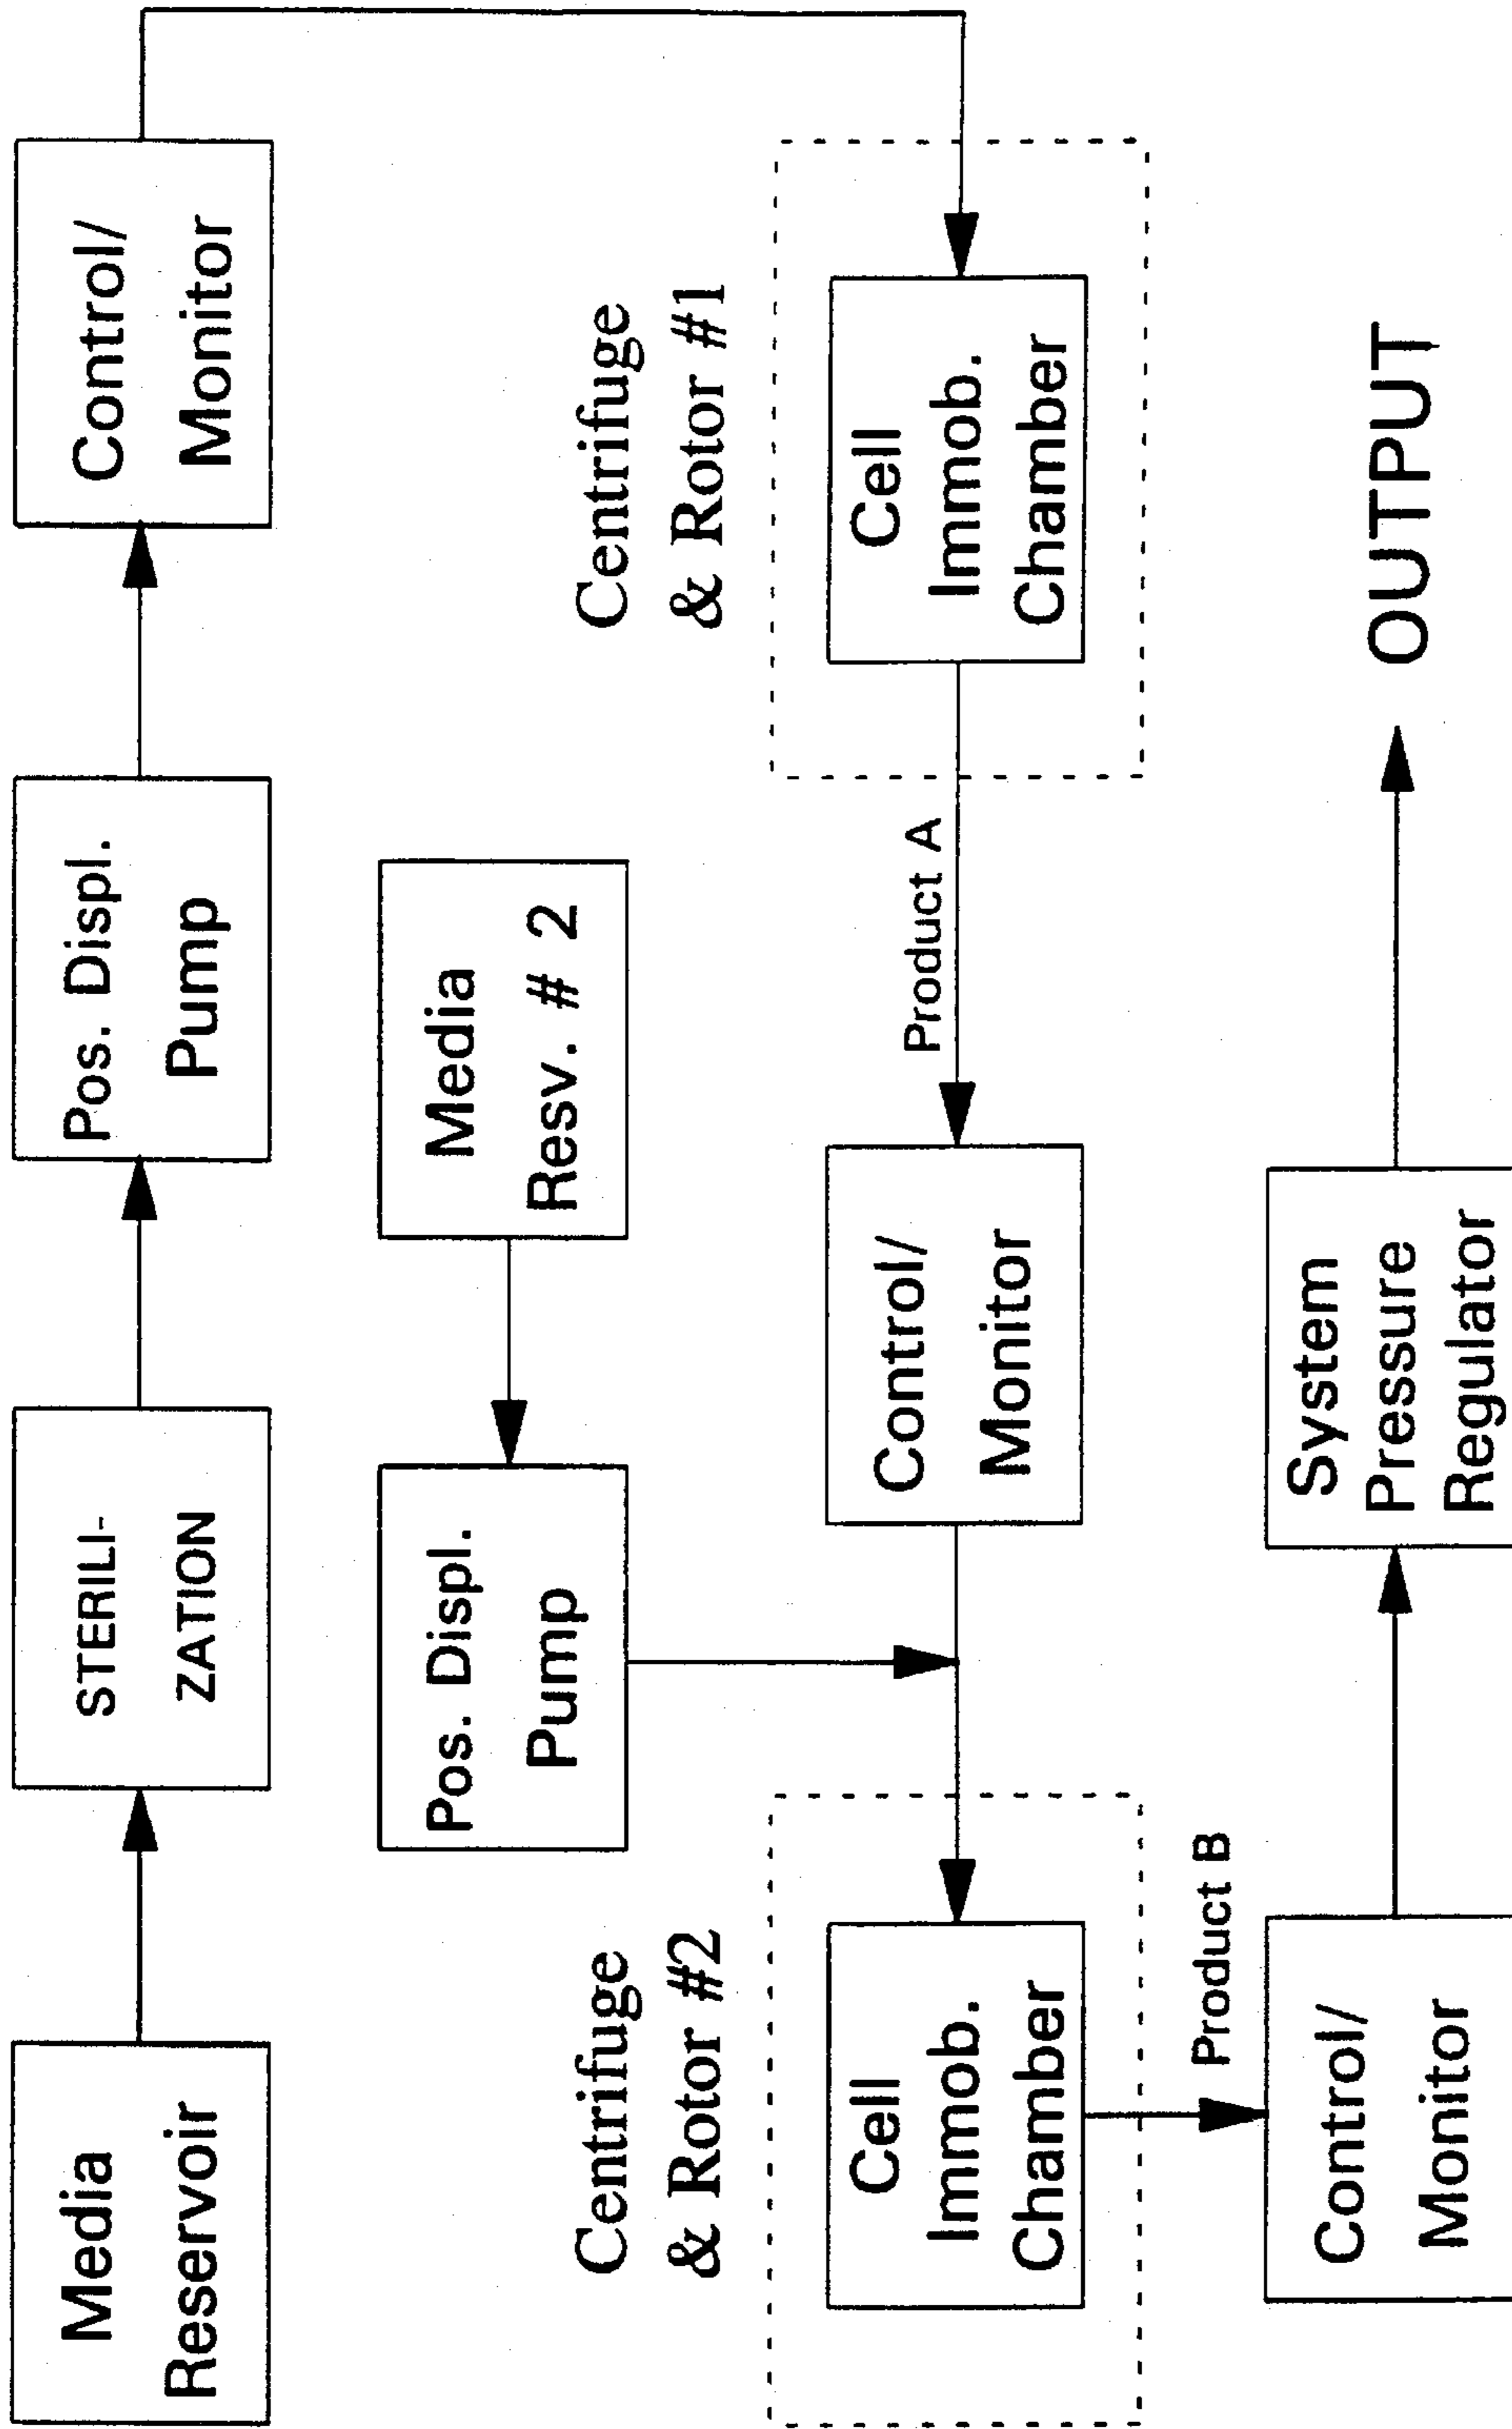 Media
Reservoir
STERILI-
ZATION
Pos. Displ.
Pump
Control/
Monitor
Pos. Displ.
Pump
Media
Resv. # 2
Centrifuge
& Rotor #2
Centrifuge
& Rotor #1
Cell
Immob.
Chamber
Control/
Monitor
Product A
Cell
Immob.
Chamber
Product B
Control/
Monitor
System
Pressure
Regulator
OUTPUT